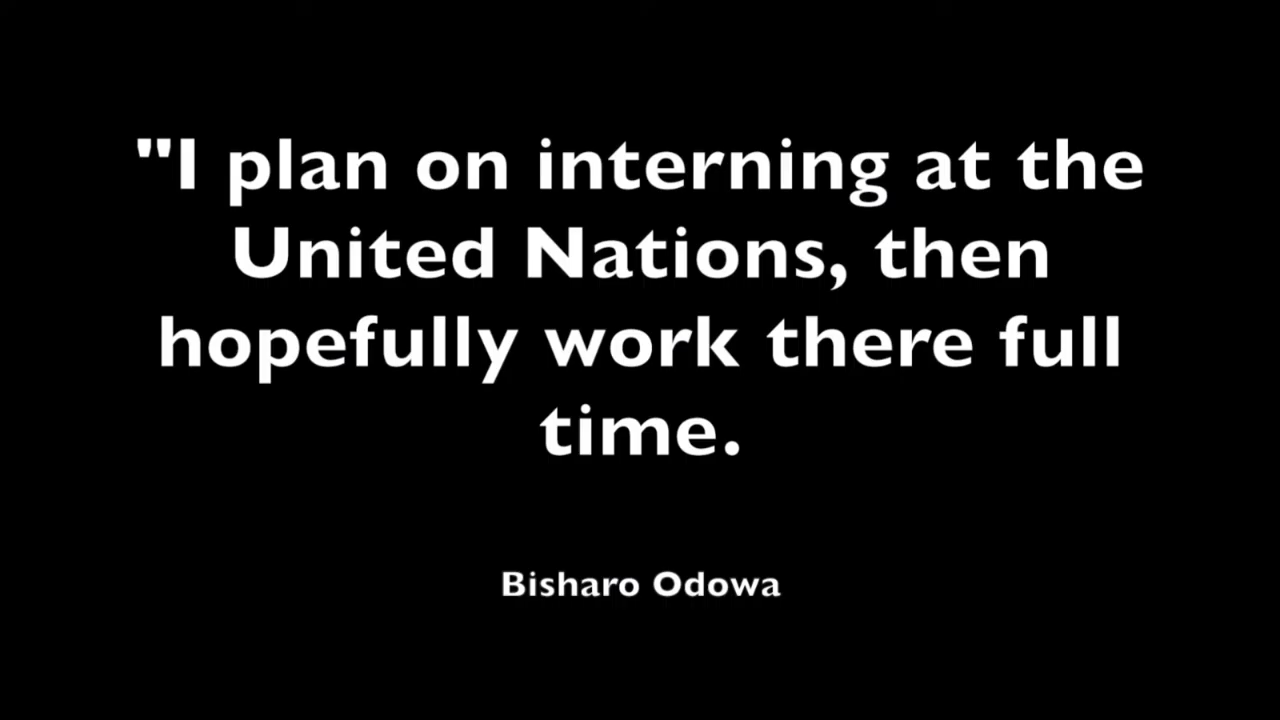 "I plan on interning at the
United Nations, then
hopefully work there full
time.
Bisharo Odowa